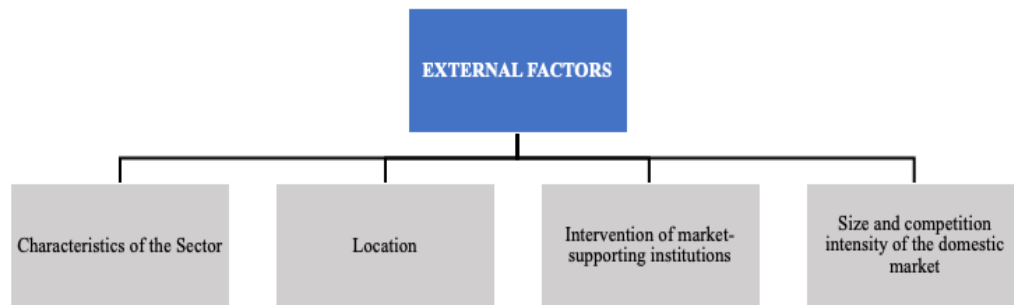 EXTERNAL FACTORS
Characteristics of the Sector
Location
Intervention of market-
supporting institutions
Size and competition
intensity of the domestic
market